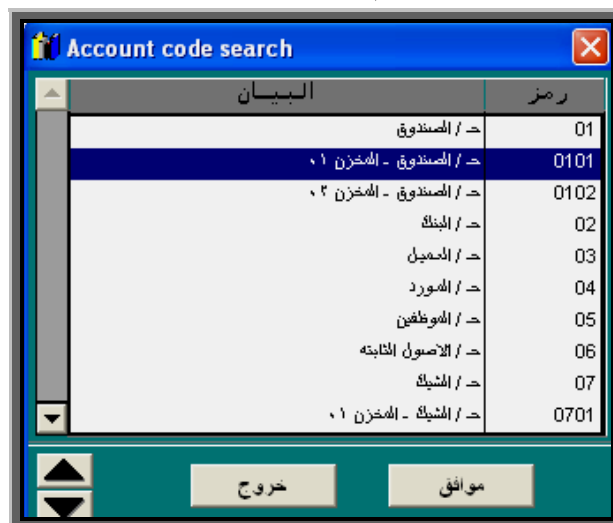 Account code search
رمز البيـــان
01 حـ / الصندوق
0101 حـ / الصندوق - المخزن ٠١
0102 حـ / الصندوق - المخزن ٠٢
02 حـ / البنك
03 حـ / العميل
04 حـ / المورد
05 حـ / الموظفين
06 حـ / الاصول الثابته
07 حـ / الشيك
0701 حـ / الشيك - المخزن ٠١
موافق خروج